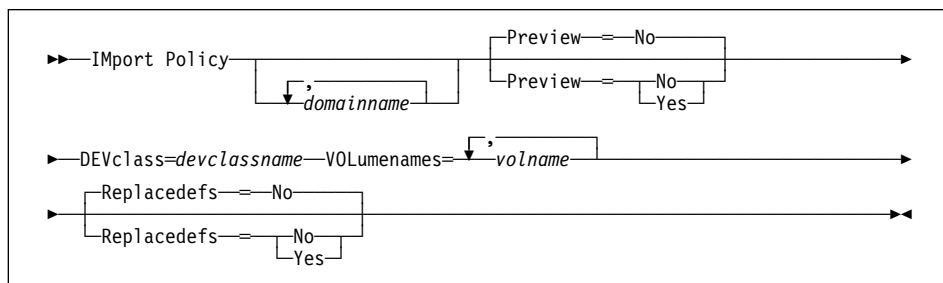 Preview = No
IMport Policy
, Preview = No
domainname Yes
,
DEVclass=devclassname VOLumenames= volname
Replacedefs = No
Replacedefs = No
Yes